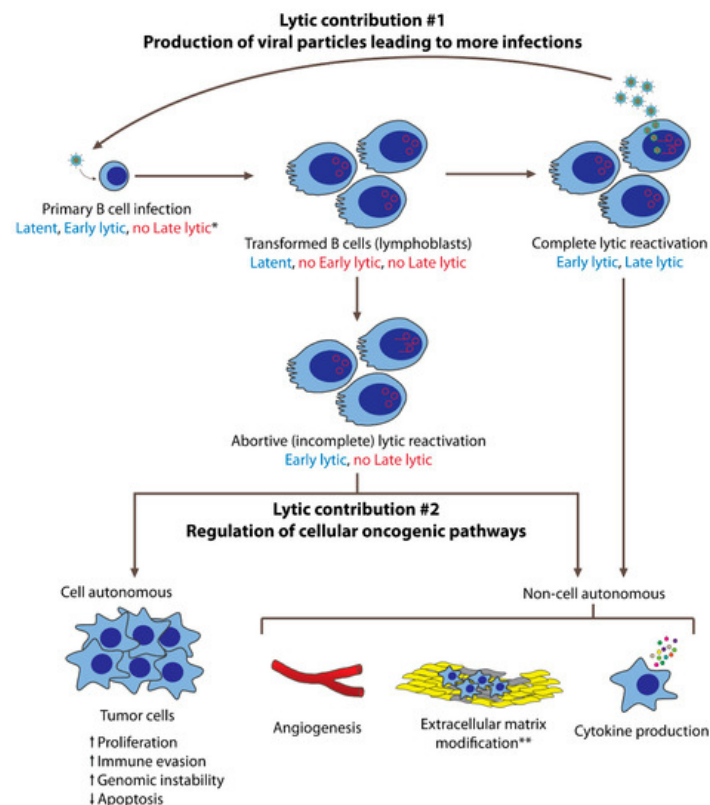 Lytic contribution #1
Production of viral particles leading to more infections
Primary B cell infection
Latent, Early lytic, no Late lytic*
Transformed B cells (lymphoblasts)
Latent, no Early lytic, no Late lytic
Complete lytic reactivation
Early lytic, Late lytic
Abortive (incomplete) lytic reactivation
Early lytic, no Late lytic
Lytic contribution #2
Regulation of cellular oncogenic pathways
Cell autonomous
Non-cell autonomous
Tumor cells
↑Proliferation
↑Immune evasion
↑Genomic instability
↓Apoptosis
Angiogenesis
Extracellular matrix
modification**
Cytokine production